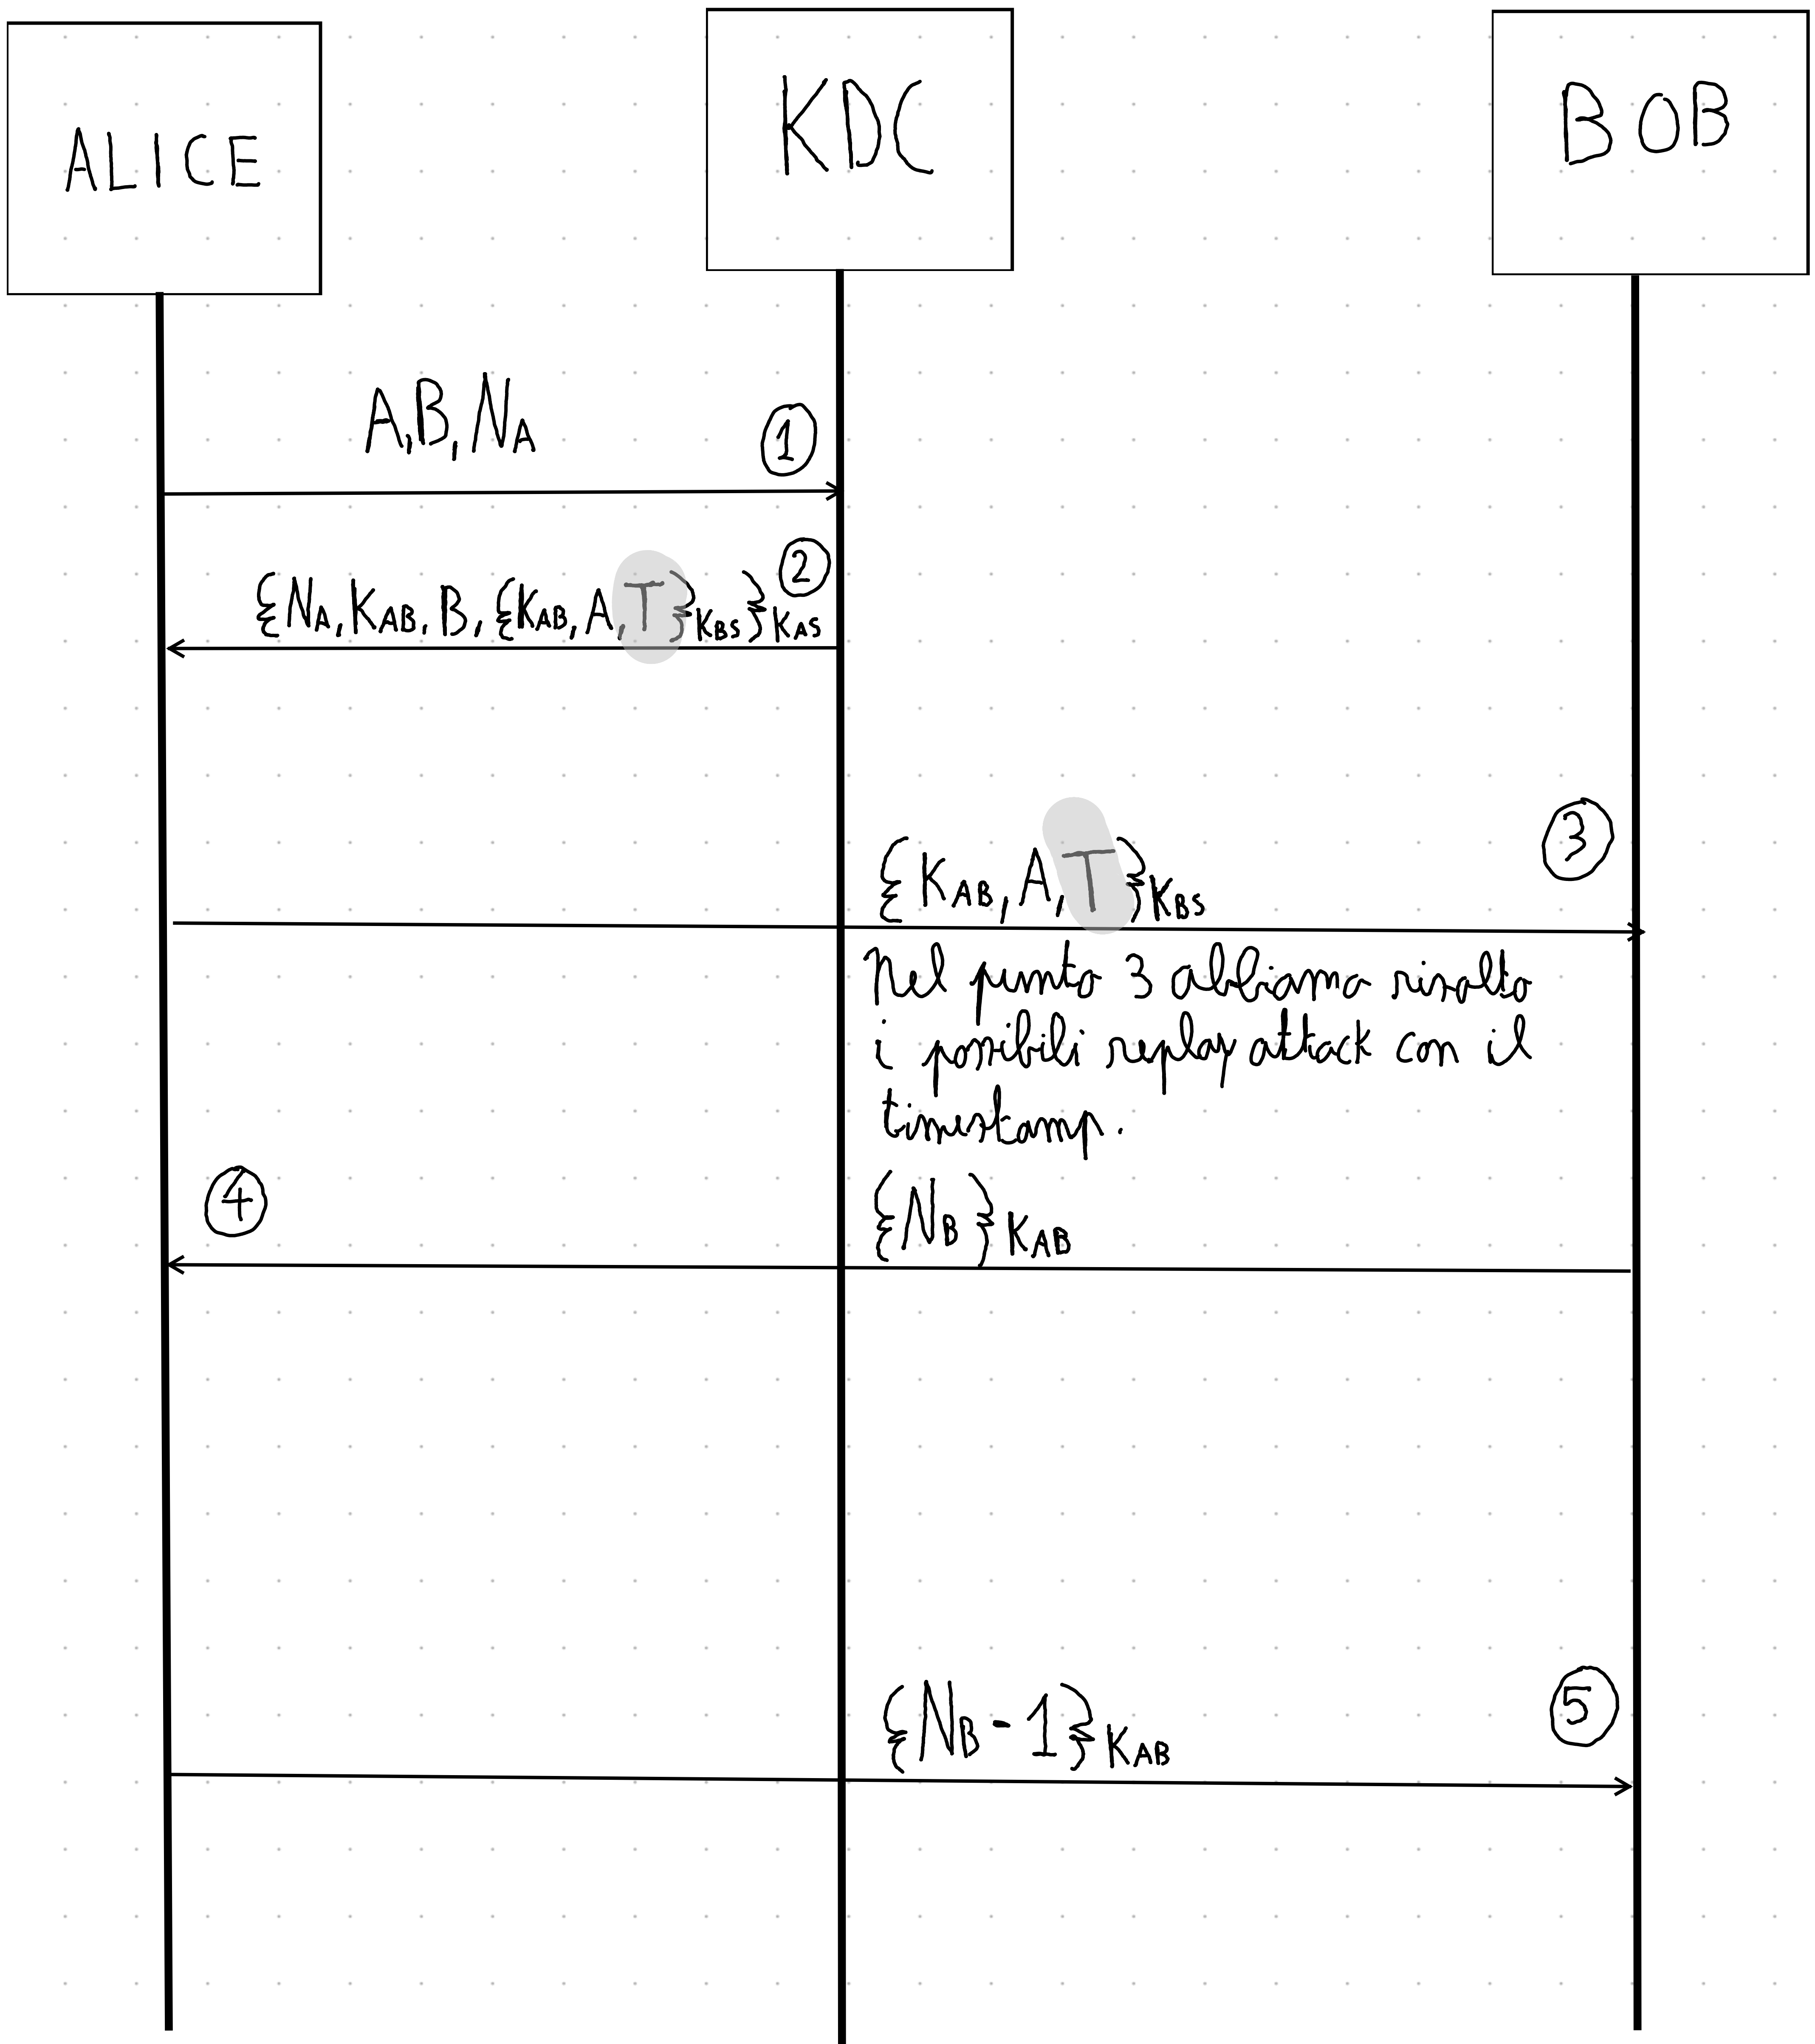 ALICE
KDC
BOB
A, B, NA
1
{NA, KAB, B, {KAB, A, T}KBS}KAS
2
{KAB, A, T}KBS
3
Nel punto 3 abbiamo risolto
i possibili replay attack con il
timestamp.
4
{NB}KAB
{NB-1}KAB
5